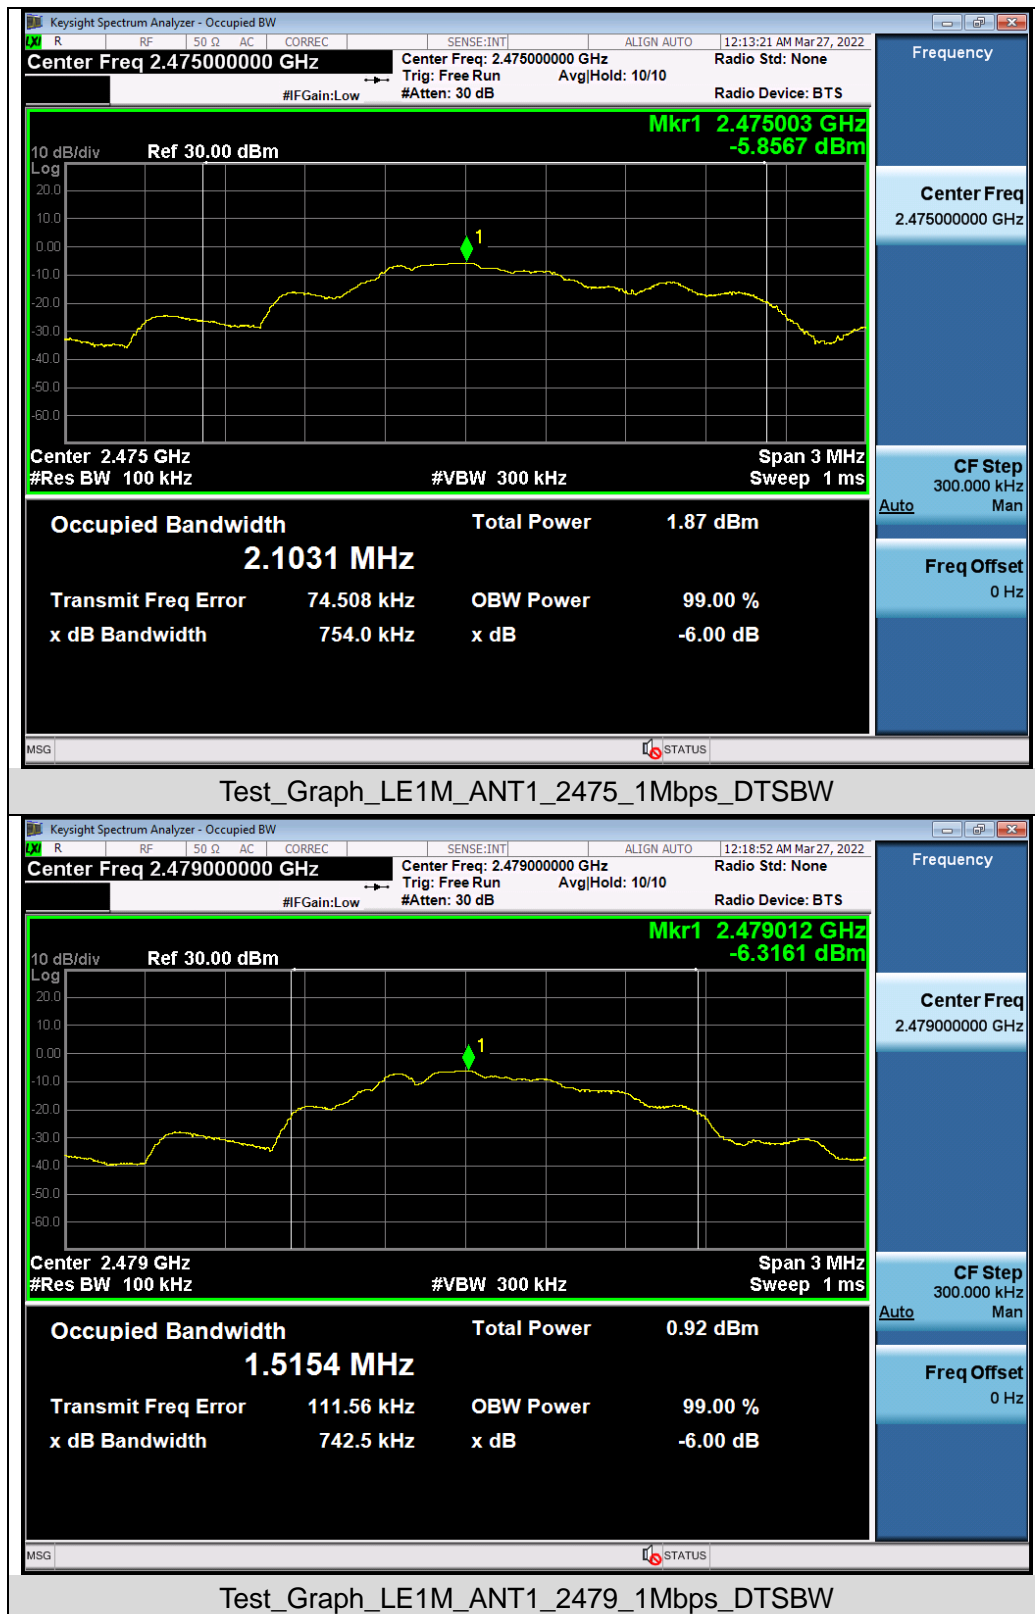 Keysight Spectrum Analyzer - Occupied BW
LXI R RF 50 Ω AC CORREC SENSE:INT ALIGN AUTO 12:13:21 AM Mar 27, 2022
Center Freq 2.475000000 GHz
Center Freq: 2.475000000 GHz
Radio Std: None
Trig: Free Run Avg|Hold: 10/10
#IFGain:Low #Atten: 30 dB Radio Device: BTS
Frequency
Mkr1 2.475003 GHz
-5.8567 dBm
10 dB/div Ref 30.00 dBm
Log
20.0
10.0
0.00
-10.0
-20.0
-30.0
-40.0
-50.0
-60.0
1
Center 2.475 GHz Span 3 MHz
#Res BW 100 kHz #VBW 300 kHz Sweep 1 ms
Center Freq
2.475000000 GHz
CF Step
300.000 kHz
Auto Man
Freq Offset
0 Hz
Occupied Bandwidth Total Power 1.87 dBm
2.1031 MHz
Transmit Freq Error 74.508 kHz OBW Power 99.00 %
x dB Bandwidth 754.0 kHz x dB -6.00 dB
MSG STATUS
Test_Graph_LE1M_ANT1_2475_1Mbps_DTSBW
Keysight Spectrum Analyzer - Occupied BW
LXI R RF 50 Ω AC CORREC SENSE:INT ALIGN AUTO 12:18:52 AM Mar 27, 2022
Center Freq 2.479000000 GHz
Center Freq: 2.479000000 GHz
Radio Std: None
Trig: Free Run Avg|Hold: 10/10
#IFGain:Low #Atten: 30 dB Radio Device: BTS
Frequency
Mkr1 2.479012 GHz
-6.3161 dBm
10 dB/div Ref 30.00 dBm
Log
20.0
10.0
0.00
-10.0
-20.0
-30.0
-40.0
-50.0
-60.0
1
Center 2.479 GHz Span 3 MHz
#Res BW 100 kHz #VBW 300 kHz Sweep 1 ms
Center Freq
2.479000000 GHz
CF Step
300.000 kHz
Auto Man
Freq Offset
0 Hz
Occupied Bandwidth Total Power 0.92 dBm
1.5154 MHz
Transmit Freq Error 111.56 kHz OBW Power 99.00 %
x dB Bandwidth 742.5 kHz x dB -6.00 dB
MSG STATUS
Test_Graph_LE1M_ANT1_2479_1Mbps_DTSBW